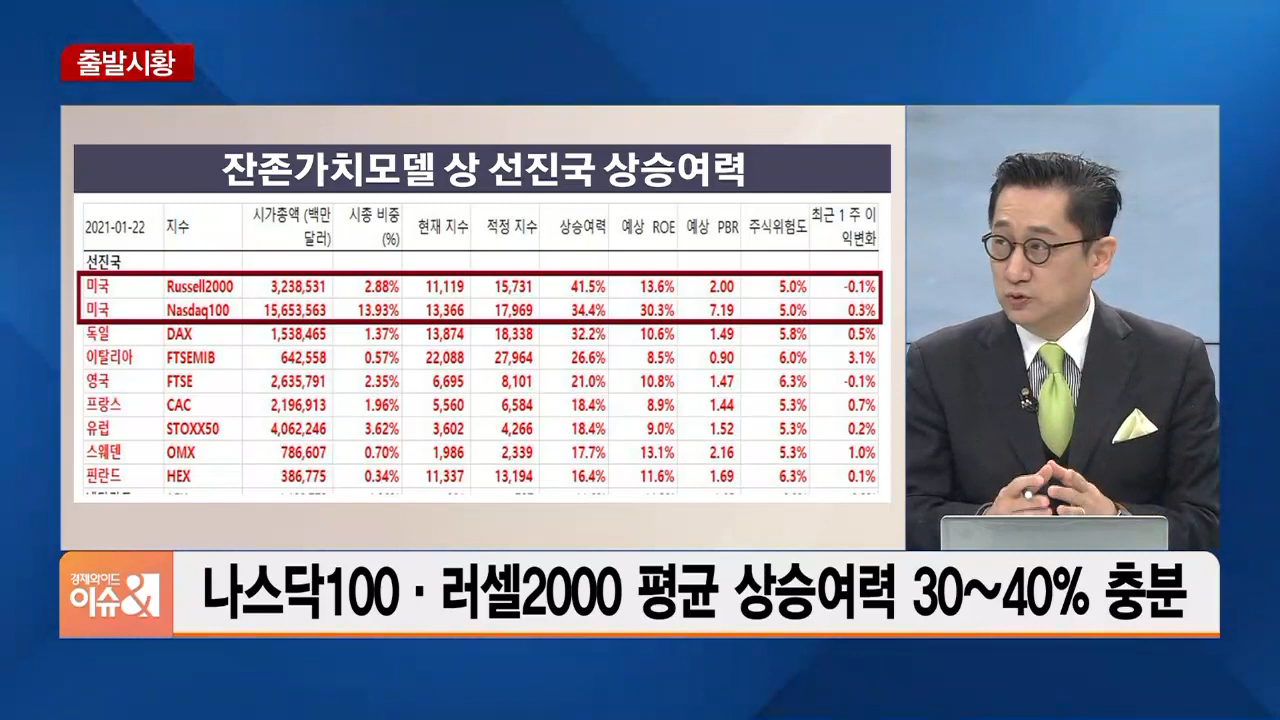 출발시황
잔존가치모델 상 선진국 상승여력
2021-01-22 지수 시가총액 (백만 달러) 시총 비중 (%) 현재 지수 적정 지수 상승여력 예상 ROE 예상 PBR 주식위험도 최근 1 주 이익변화
선진국
미국 Russell2000 3,238,531 2.88% 11,119 15,731 41.5% 13.6% 2.00 5.0% -0.1%
미국 Nasdaq100 15,653,563 13.93% 13,366 17,969 34.4% 30.3% 7.19 5.0% 0.3%
독일 DAX 1,538,465 1.37% 13,874 18,338 32.2% 10.6% 1.49 5.8% 0.5%
이탈리아 FTSEMIB 642,558 0.57% 22,088 27,964 26.6% 8.5% 0.90 6.0% 3.1%
영국 FTSE 2,635,791 2.35% 6,695 8,101 21.0% 10.8% 1.47 6.3% -0.1%
프랑스 CAC 2,196,913 1.96% 5,560 6,584 18.4% 8.9% 1.44 5.3% 0.7%
유럽 STOXX50 4,062,246 3.62% 3,602 4,266 18.4% 9.0% 1.52 5.3% 0.2%
스웨덴 OMX 786,607 0.70% 1,986 2,339 17.7% 13.1% 2.16 5.3% 1.0%
핀란드 HEX 386,775 0.34% 11,337 13,194 16.4% 11.6% 1.69 6.3% 0.1%
경제와이드
이슈&
나스닥100·러셀2000 평균 상승여력 30~40% 충분